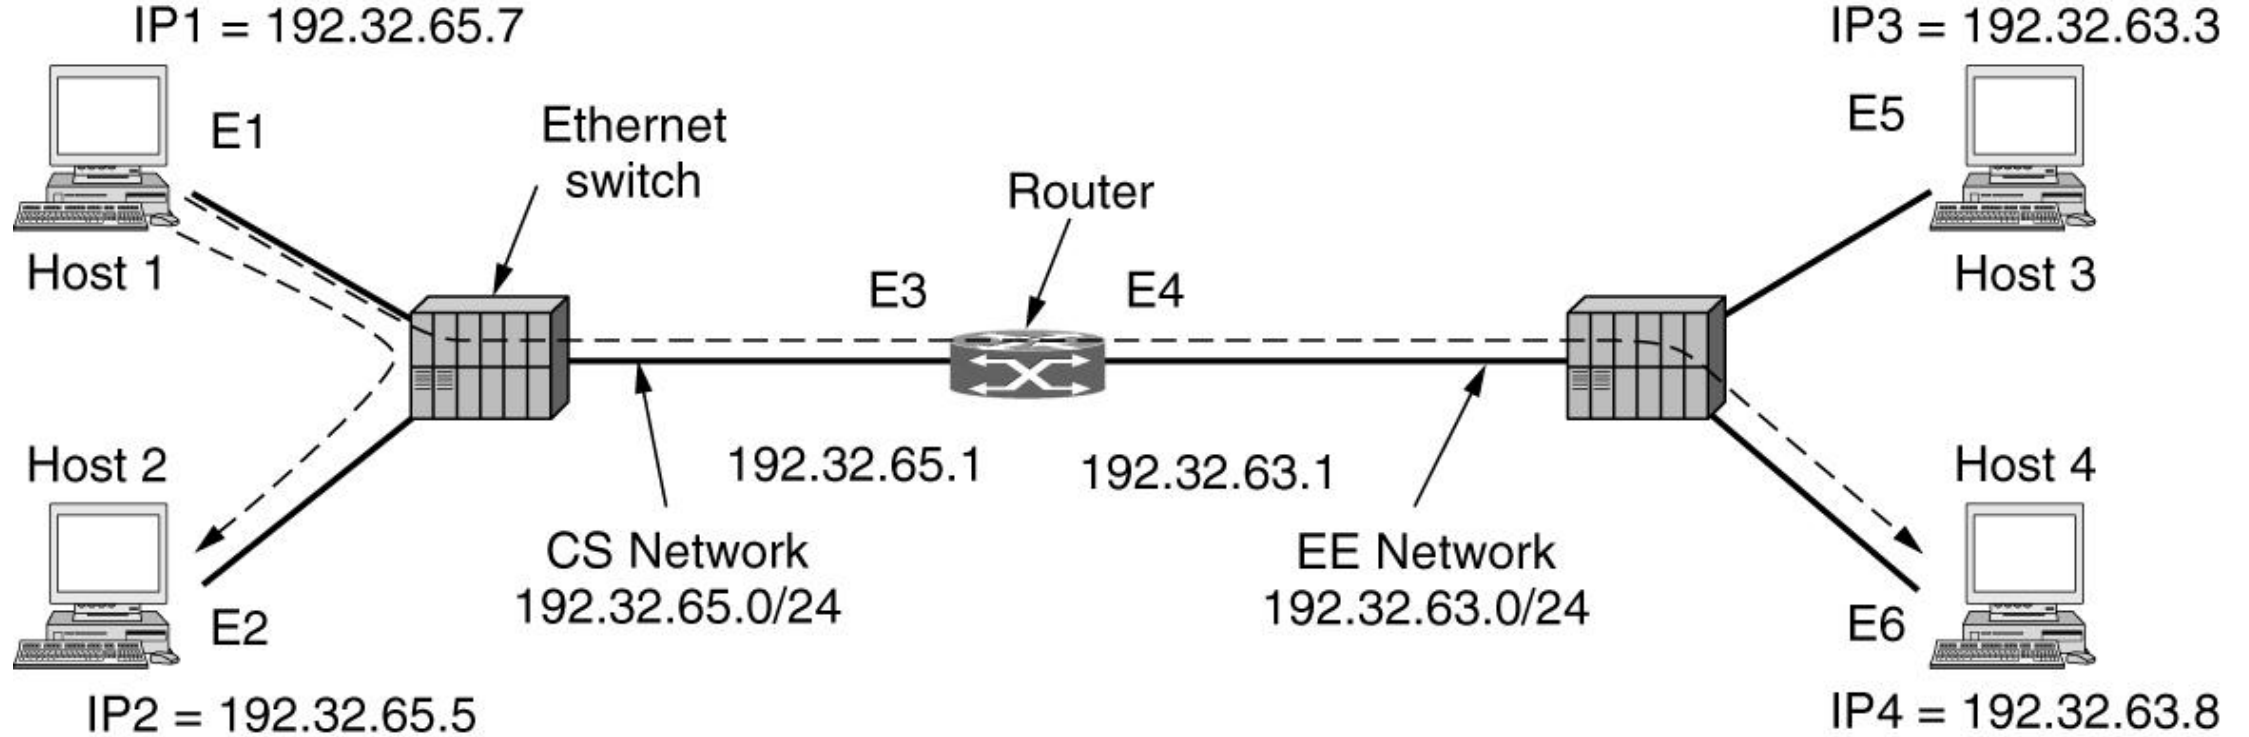 IP1 = 192.32.65.7
IP3 = 192.32.63.3
E1
Ethernet
switch
Router
E5
Host 1
E3
E4
Host 3
Host 2
192.32.65.1
192.32.63.1
Host 4
CS Network
192.32.65.0/24
EE Network
192.32.63.0/24
E2
E6
IP2 = 192.32.65.5
IP4 = 192.32.63.8